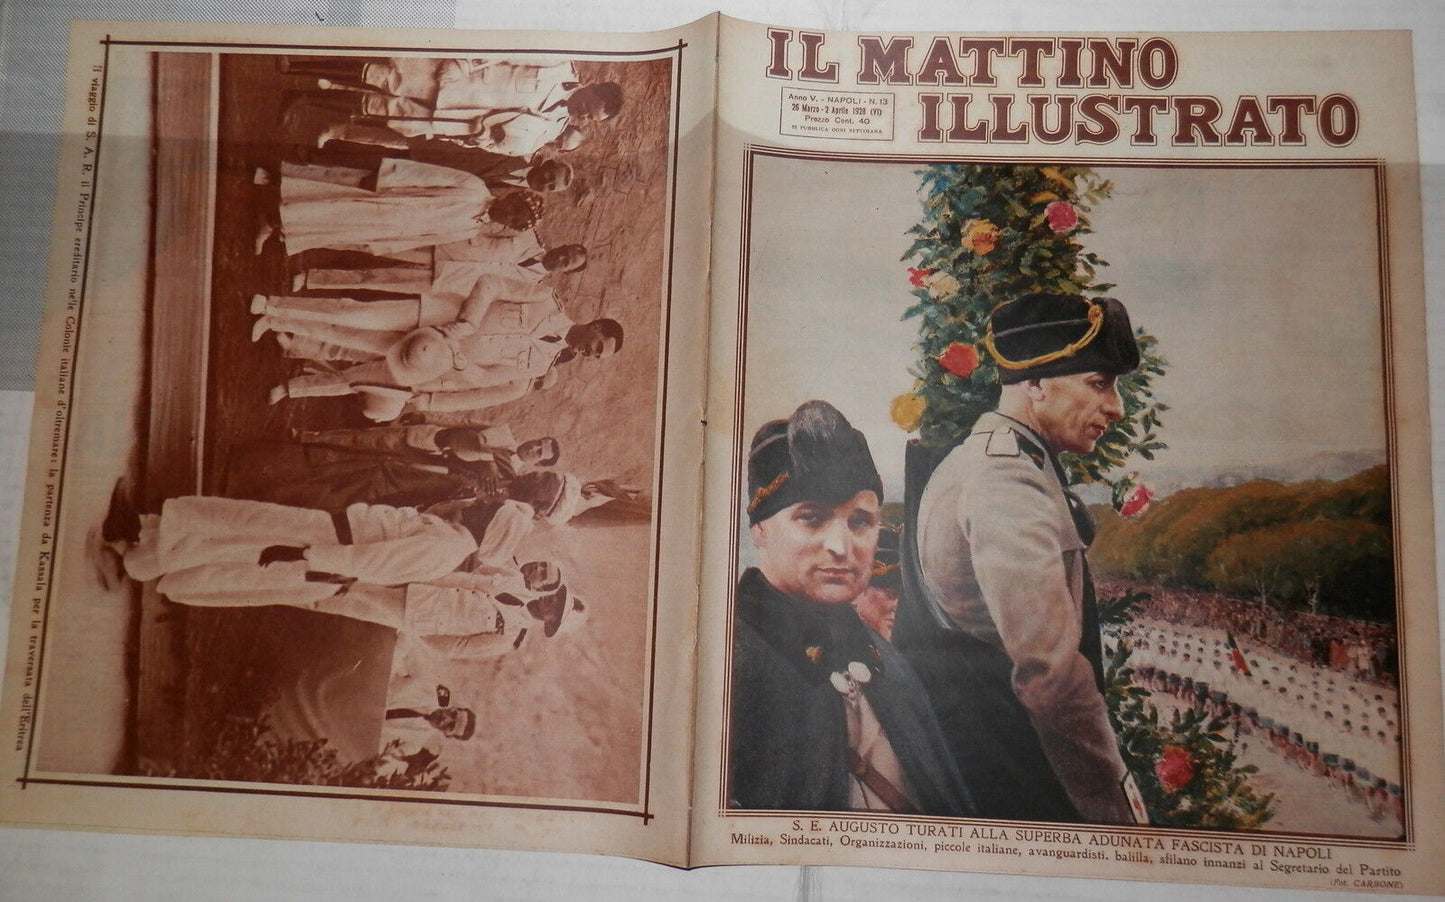 IL MATTINO
ILLUSTRATO
Anno V. - NAPOLI - N. 13
26 Marzo - 2 Aprile 1928 (VI)
Prezzo Cent. 40
SI PUBBLICA OGNI SETTIMANA
S. E. AUGUSTO TURATI ALLA SUPERBA ADUNATA FASCISTA DI NAPOLI
Milizia, Sindacati, Organizzazioni, piccole italiane, avanguardisti, balilla, sfilano innanzi al Segretario del Partito
(Fot. CARBONE)
Il viaggio di S. A. R. il Principe ereditario nelle Colonie italiane d'oltremare: la partenza da Kassala per la traversata dell'Eritrea